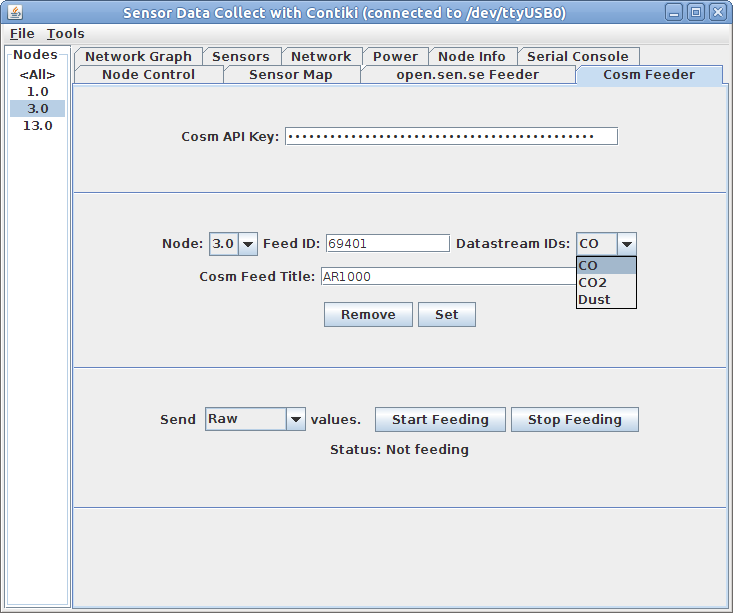 Sensor Data Collect with Contiki (connected to /dev/ttyUSB0)
File Tools
Nodes
<All>
1.0
3.0
13.0
Network Graph Sensors Network Power Node Info Serial Console
Node Control Sensor Map open.sen.se Feeder Cosm Feeder
Cosm API Key: ••••••••••••••••••••••••••••••••••••••••••••
Node: 3.0 Feed ID: 69401 Datastream IDs: CO
CO
CO2
Dust
Cosm Feed Title: AR1000
Remove Set
Send Raw values. Start Feeding Stop Feeding
Status: Not feeding